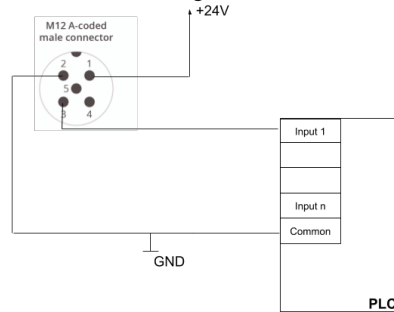 +24V
M12 A-coded
male connector
2 1
5
3 4
Input 1
Input n
Common
GND
PLC